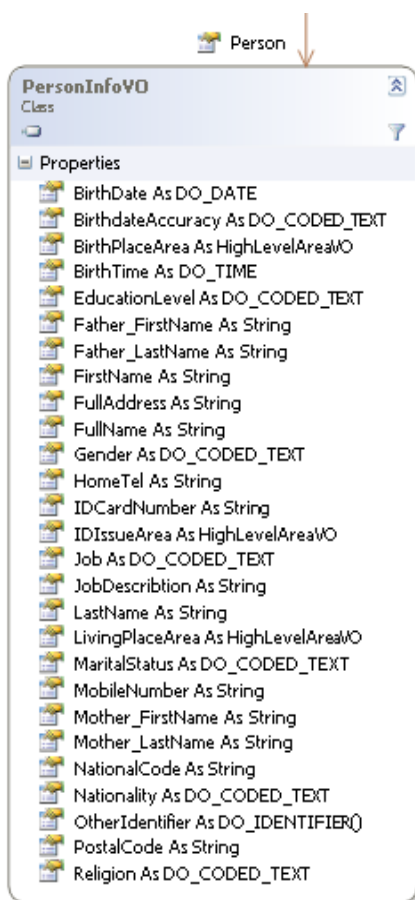 Person
PersonInfoVO
Class
Properties
BirthDate As DO_DATE
BirthdateAccuracy As DO_CODED_TEXT
BirthPlaceArea As HighLevelAreaVO
BirthTime As DO_TIME
EducationLevel As DO_CODED_TEXT
Father_FirstName As String
Father_LastName As String
FirstName As String
FullAddress As String
FullName As String
Gender As DO_CODED_TEXT
HomeTel As String
IDCardNumber As String
IDIssueArea As HighLevelAreaVO
Job As DO_CODED_TEXT
JobDescribtion As String
LastName As String
LivingPlaceArea As HighLevelAreaVO
MaritalStatus As DO_CODED_TEXT
MobileNumber As String
Mother_FirstName As String
Mother_LastName As String
NationalCode As String
Nationality As DO_CODED_TEXT
OtherIdentifier As DO_IDENTIFIER()
PostalCode As String
Religion As DO_CODED_TEXT